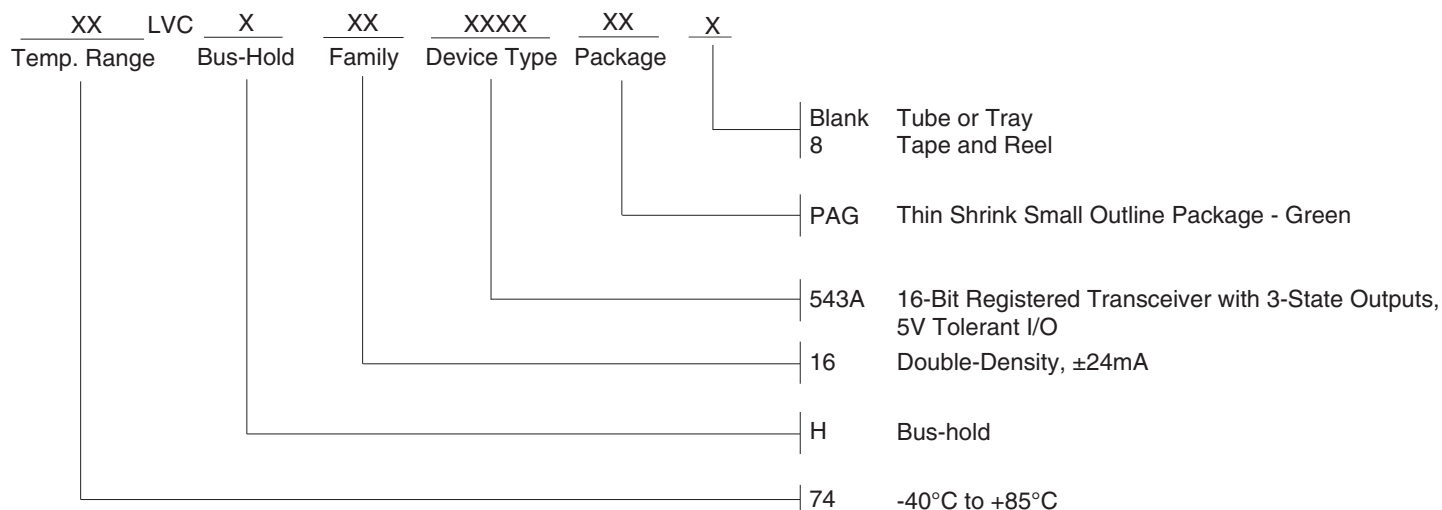 XX LVC X XX XXXX XX X
Temp. Range Bus-Hold Family Device Type Package
Blank Tube or Tray
8 Tape and Reel
PAG Thin Shrink Small Outline Package - Green
543A 16-Bit Registered Transceiver with 3-State Outputs,
5V Tolerant I/O
16 Double-Density, ±24mA
H Bus-hold
74 -40°C to +85°C